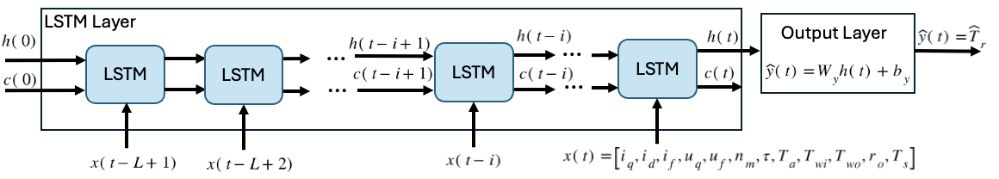 LSTM Layer
h( 0) LSTM LSTM ... h( t − i + 1) LSTM h( t − i) ... LSTM h( t) Output Layer ŷ( t) = T̂_r
c( 0) c( t − i + 1) ... c( t − i) ... c( t) ŷ( t) = W_y h( t) + b_y
x( t − L + 1) x( t − L + 2) x( t − i) x( t) = [i_q, i_d, i_f, u_q, u_f, n_m, τ, T_a, T_wi, T_wo, r_o, T_s]